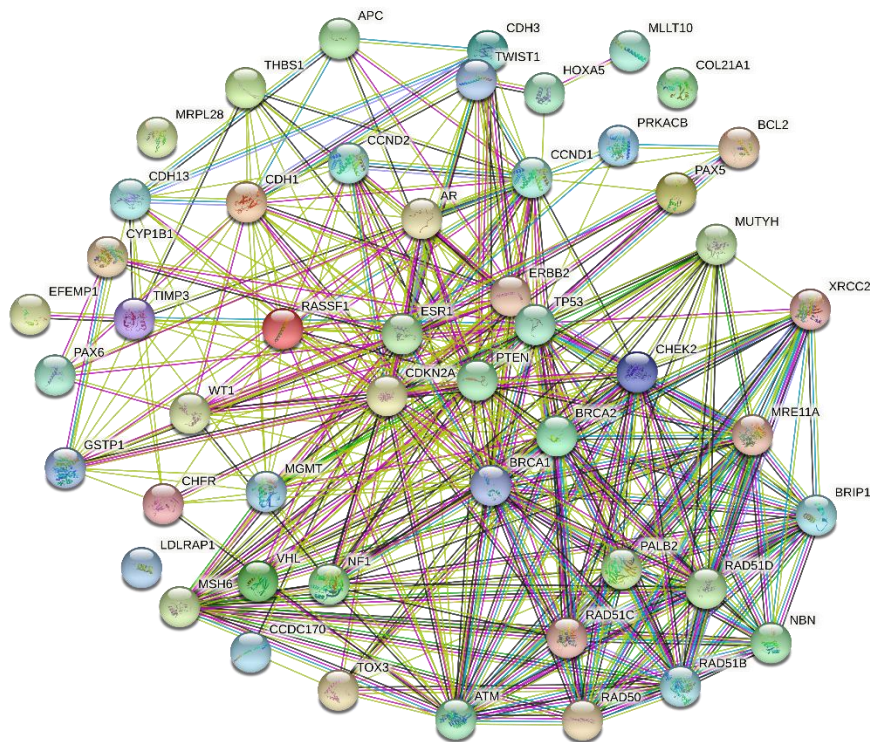 APC
CDH3
MLLT10
TWIST1
THBS1
HOXA5
COL21A1
MRPL28
PRKACB
BCL2
CCND2
CCND1
CDH13
CDH1
PAX5
AR
MUTYH
CYP1B1
ERBB2
EFEMP1
TIMP3
RASSF1
ESR1
TP53
XRCC2
PAX6
CDKN2A
PTEN
CHEK2
WT1
BRCA2
MRE11A
GSTP1
MGMT
BRCA1
CHFR
BRIP1
LDLRAP1
VHL
NF1
PALB2
RAD51D
MSH6
RAD51C
NBN
CCDC170
TOX3
ATM
RAD50
RAD51B